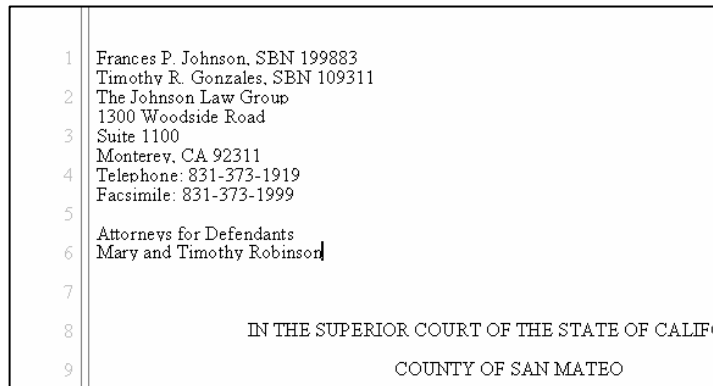 1 Frances P. Johnson, SBN 199883
Timothy R. Gonzales, SBN 109311
2 The Johnson Law Group
1300 Woodside Road
3 Suite 1100
Monterey, CA 92311
4 Telephone: 831-373-1919
Facsimile: 831-373-1999
5
Attorneys for Defendants
6 Mary and Timothy Robinson
7
8 IN THE SUPERIOR COURT OF THE STATE OF CALIF
9 COUNTY OF SAN MATEO